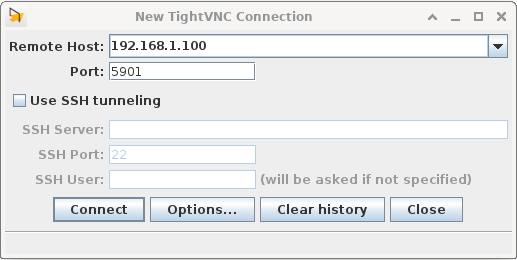 New TightVNC Connection
Remote Host: 192.168.1.100
Port: 5901
Use SSH tunneling
SSH Server:
SSH Port: 22
SSH User: (will be asked if not specified)
Connect Options... Clear history Close